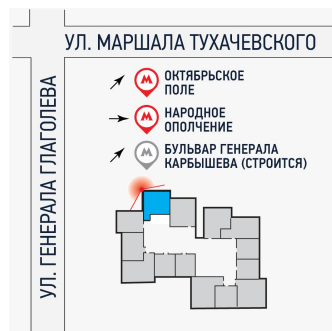 УЛ. МАРШАЛА ТУХАЧЕВСКОГО
УЛ. ГЕНЕРАЛА ГЛАГОЛЕВА
ОКТЯБРЬСКОЕ
ПОЛЕ
НАРОДНОЕ
ОПОЛЧЕНИЕ
БУЛЬВАР ГЕНЕРАЛА
КАРБЫШЕВА (СТРОИТСЯ)